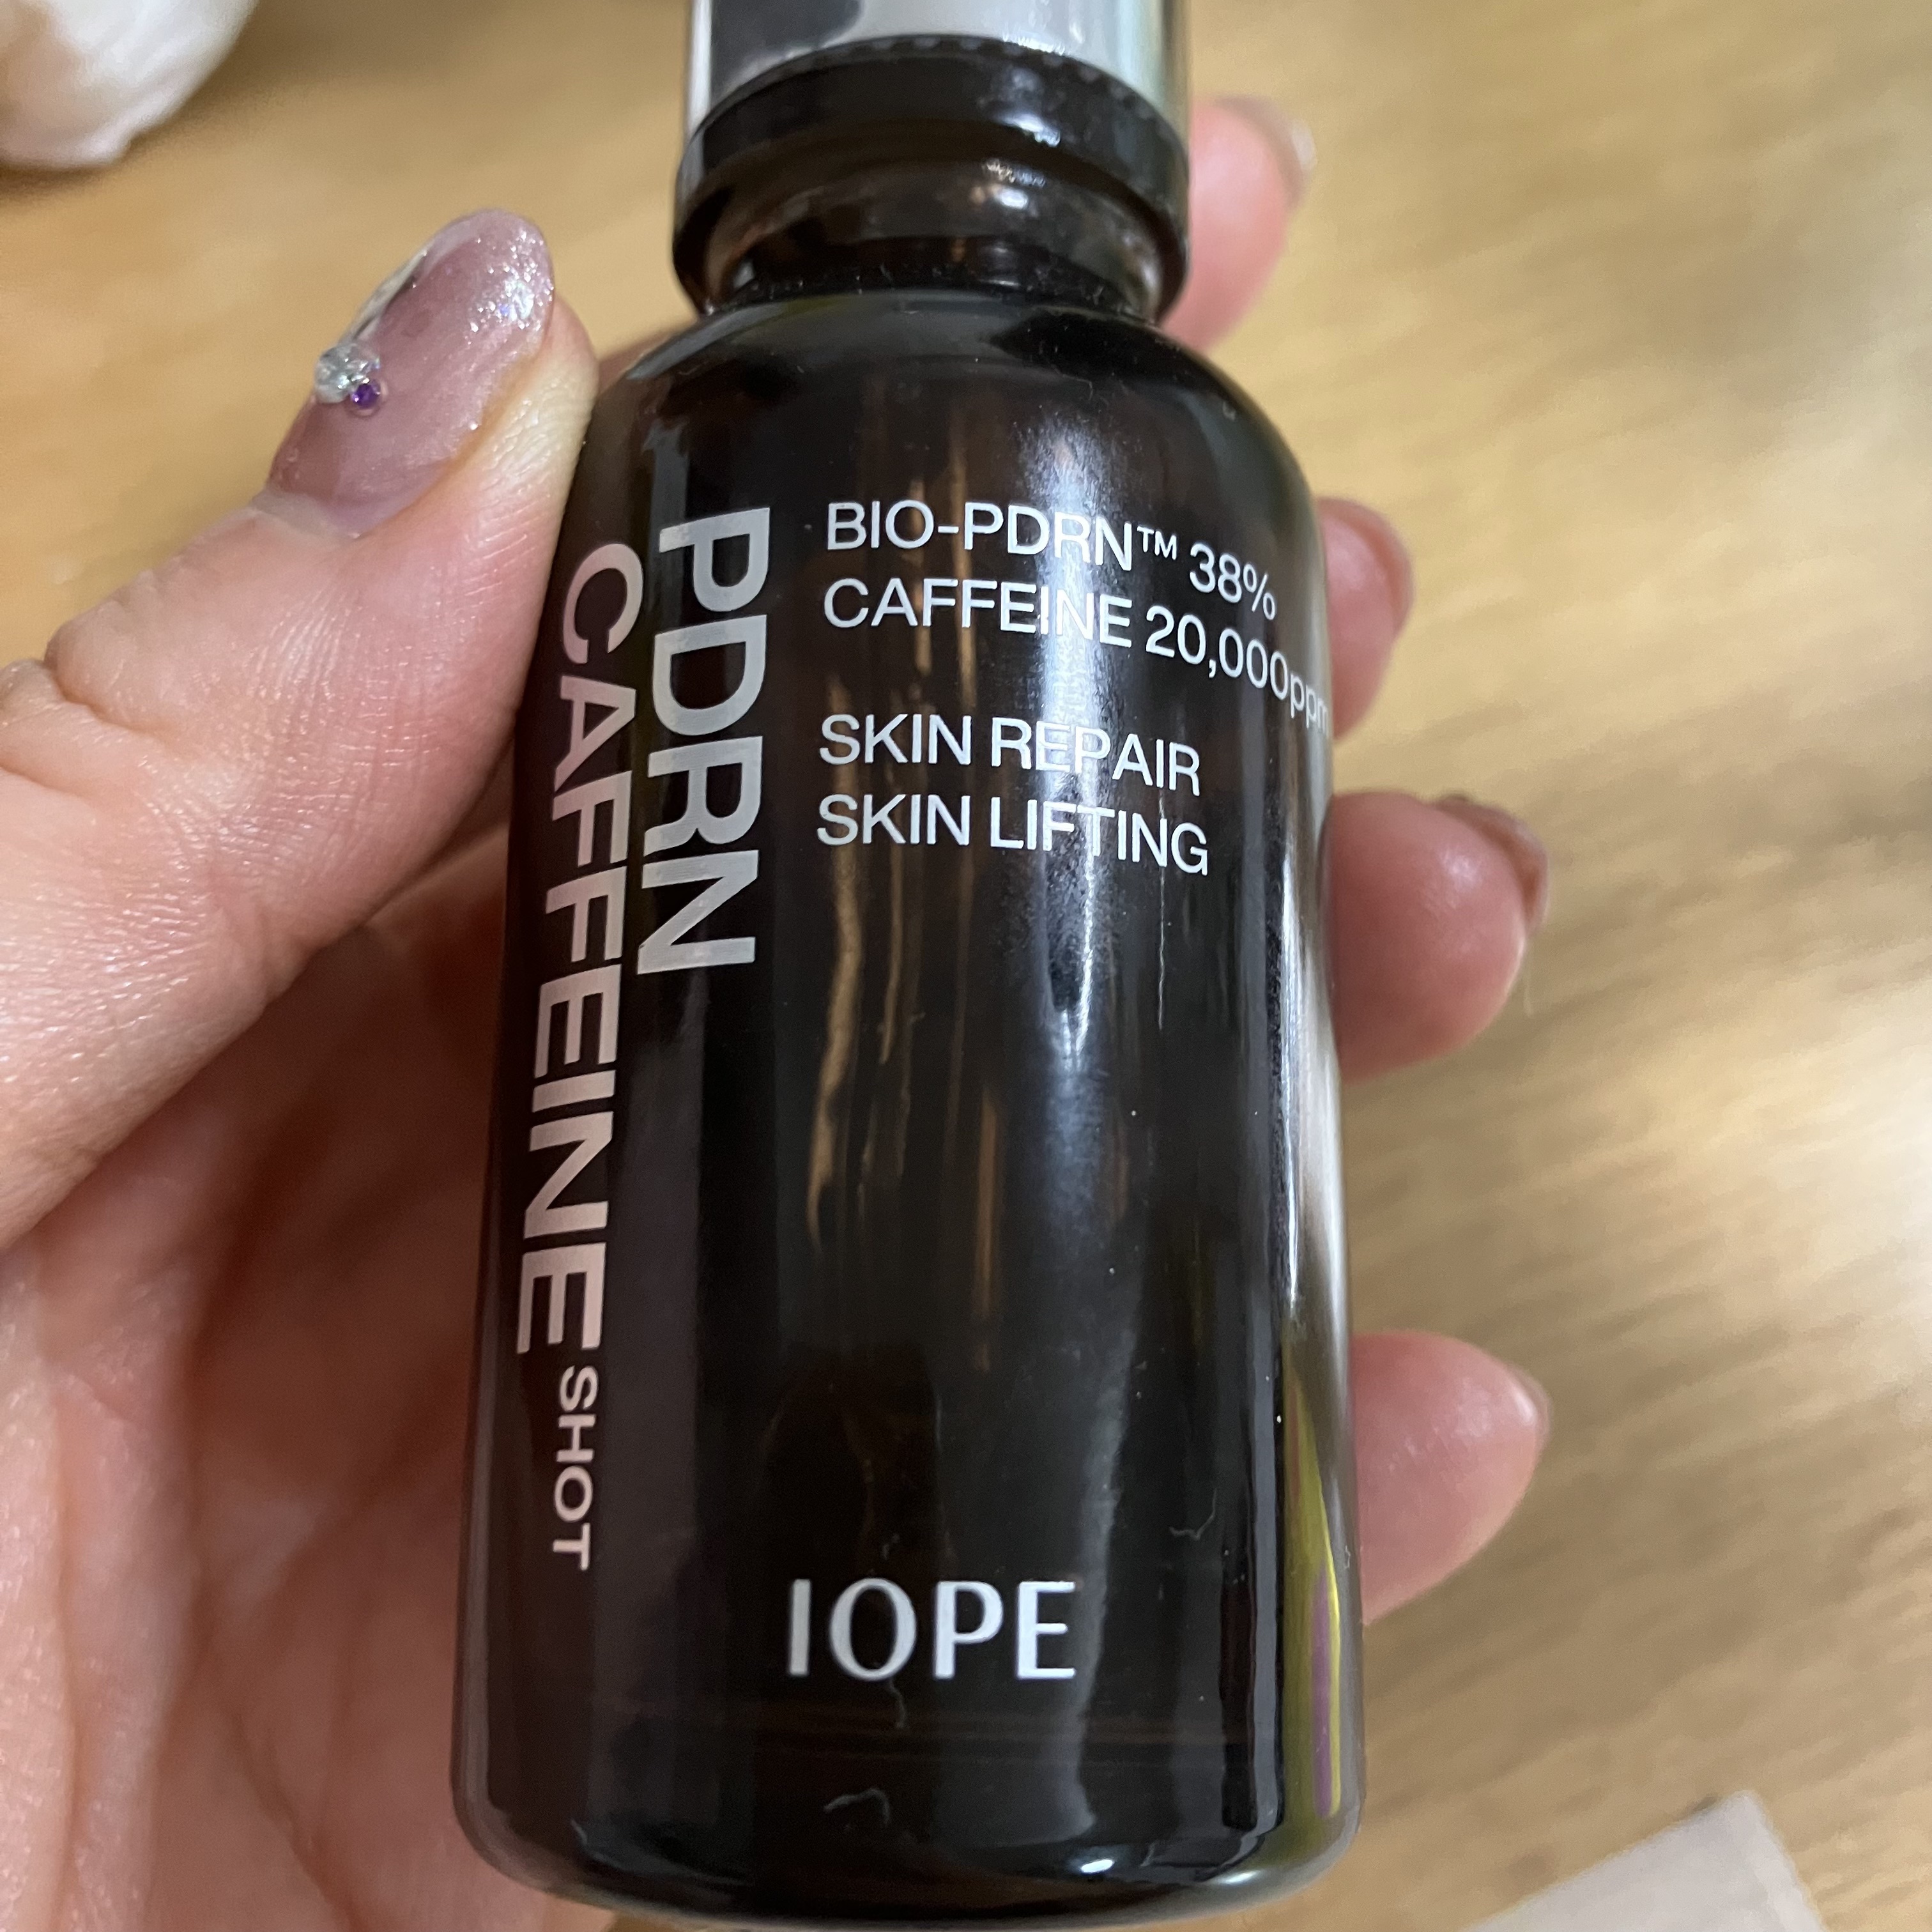 PDRN
CAFFEINE SHOT
BIO-PDRN™ 38%
CAFFEINE 20,000ppm
SKIN REPAIR
SKIN LIFTING
IOPE